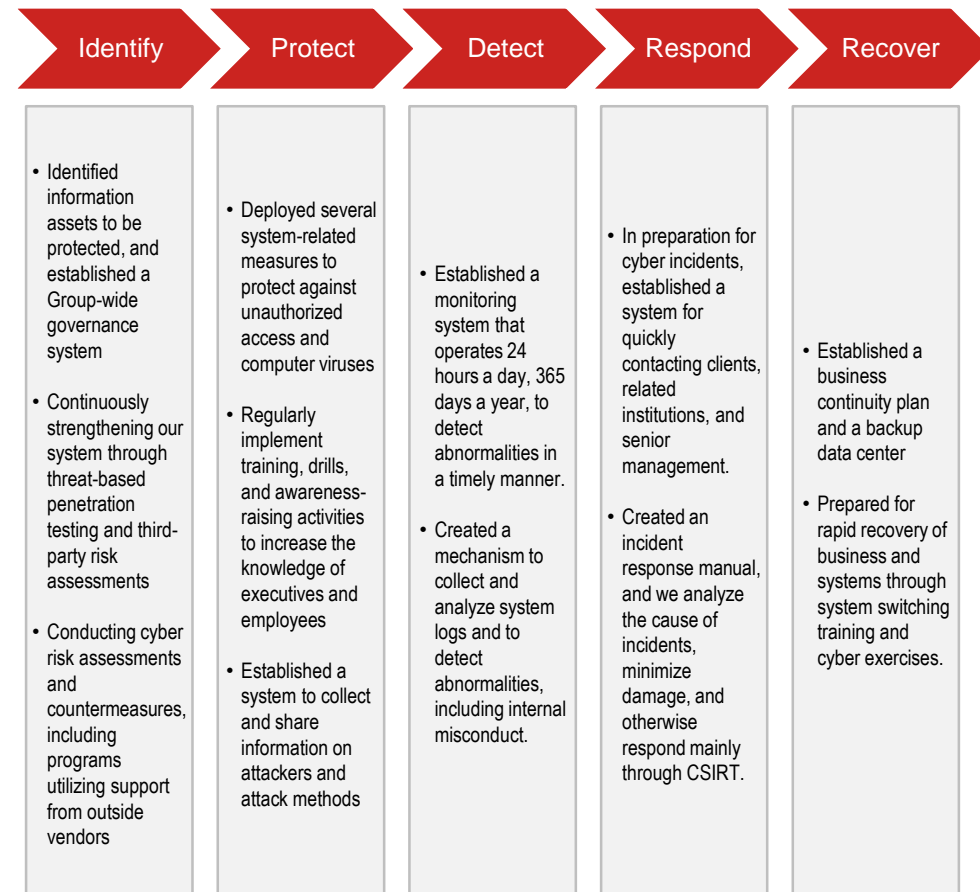 Identify
Protect
Detect
Respond
Recover
• Identified
information
assets to be
protected, and
established a
Group-wide
governance
system
• Continuously
strengthening our
system through
threat-based
penetration
testing and third-
party risk
assessments
• Conducting cyber
risk assessments
and
countermeasures,
including
programs
utilizing support
from outside
vendors
• Deployed several
system-related
measures to
protect against
unauthorized
access and
computer viruses
• Regularly
implement
training, drills,
and awareness-
raising activities
to increase the
knowledge of
executives and
employees
• Established a
system to collect
and share
information on
attackers and
attack methods
• Established a
monitoring
system that
operates 24
hours a day, 365
days a year, to
detect
abnormalities in
a timely manner.
• Created a
mechanism to
collect and
analyze system
logs and to
detect
abnormalities,
including internal
misconduct.
• In preparation for
cyber incidents,
established a
system for
quickly
contacting clients,
related
institutions, and
senior
management.
• Created an
incident
response manual,
and we analyze
the cause of
incidents,
minimize
damage, and
otherwise
respond mainly
through CSIRT.
• Established a
business
continuity plan
and a backup
data center
• Prepared for
rapid recovery of
business and
systems through
system switching
training and
cyber exercises.